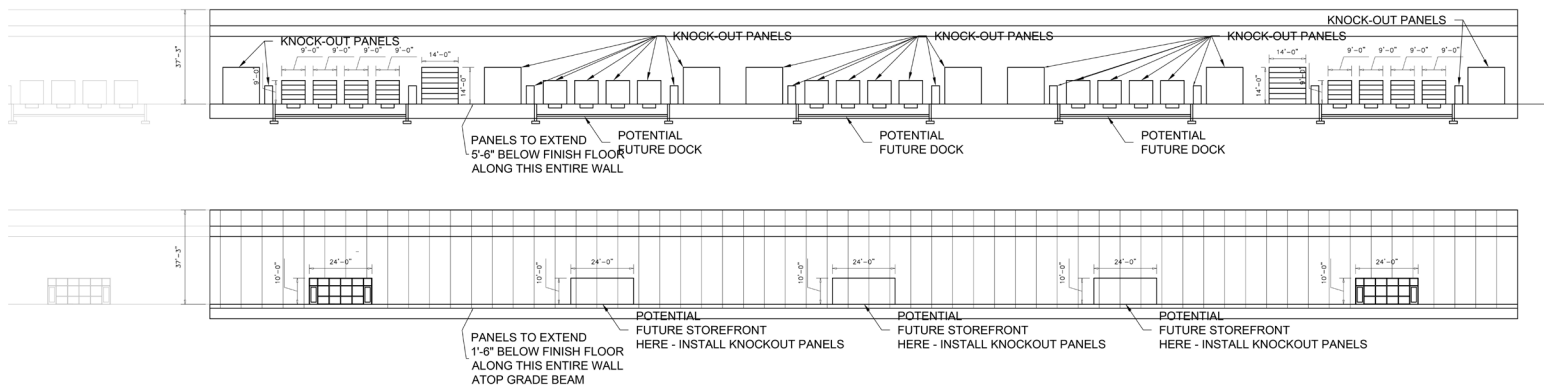 KNOCK-OUT PANELS
KNOCK-OUT PANELS
KNOCK-OUT PANELS
KNOCK-OUT PANELS
KNOCK-OUT PANELS
9'-0" 9'-0" 9'-0" 9'-0"
14'-0"
14'-0"
9'-0" 9'-0" 9'-0" 9'-0"
37'-3"
9'-0"
14'-0"
14'-0"
9'-0"
PANELS TO EXTEND
5'-6" BELOW FINISH FLOOR
ALONG THIS ENTIRE WALL
POTENTIAL
FUTURE DOCK
POTENTIAL
FUTURE DOCK
POTENTIAL
FUTURE DOCK
37'-3"
24'-0"
10'-0"
24'-0"
10'-0"
24'-0"
10'-0"
24'-0"
10'-0"
24'-0"
10'-0"
PANELS TO EXTEND
1'-6" BELOW FINISH FLOOR
ALONG THIS ENTIRE WALL
ATOP GRADE BEAM
POTENTIAL
FUTURE STOREFRONT
HERE - INSTALL KNOCKOUT PANELS
POTENTIAL
FUTURE STOREFRONT
HERE - INSTALL KNOCKOUT PANELS
POTENTIAL
FUTURE STOREFRONT
HERE - INSTALL KNOCKOUT PANELS